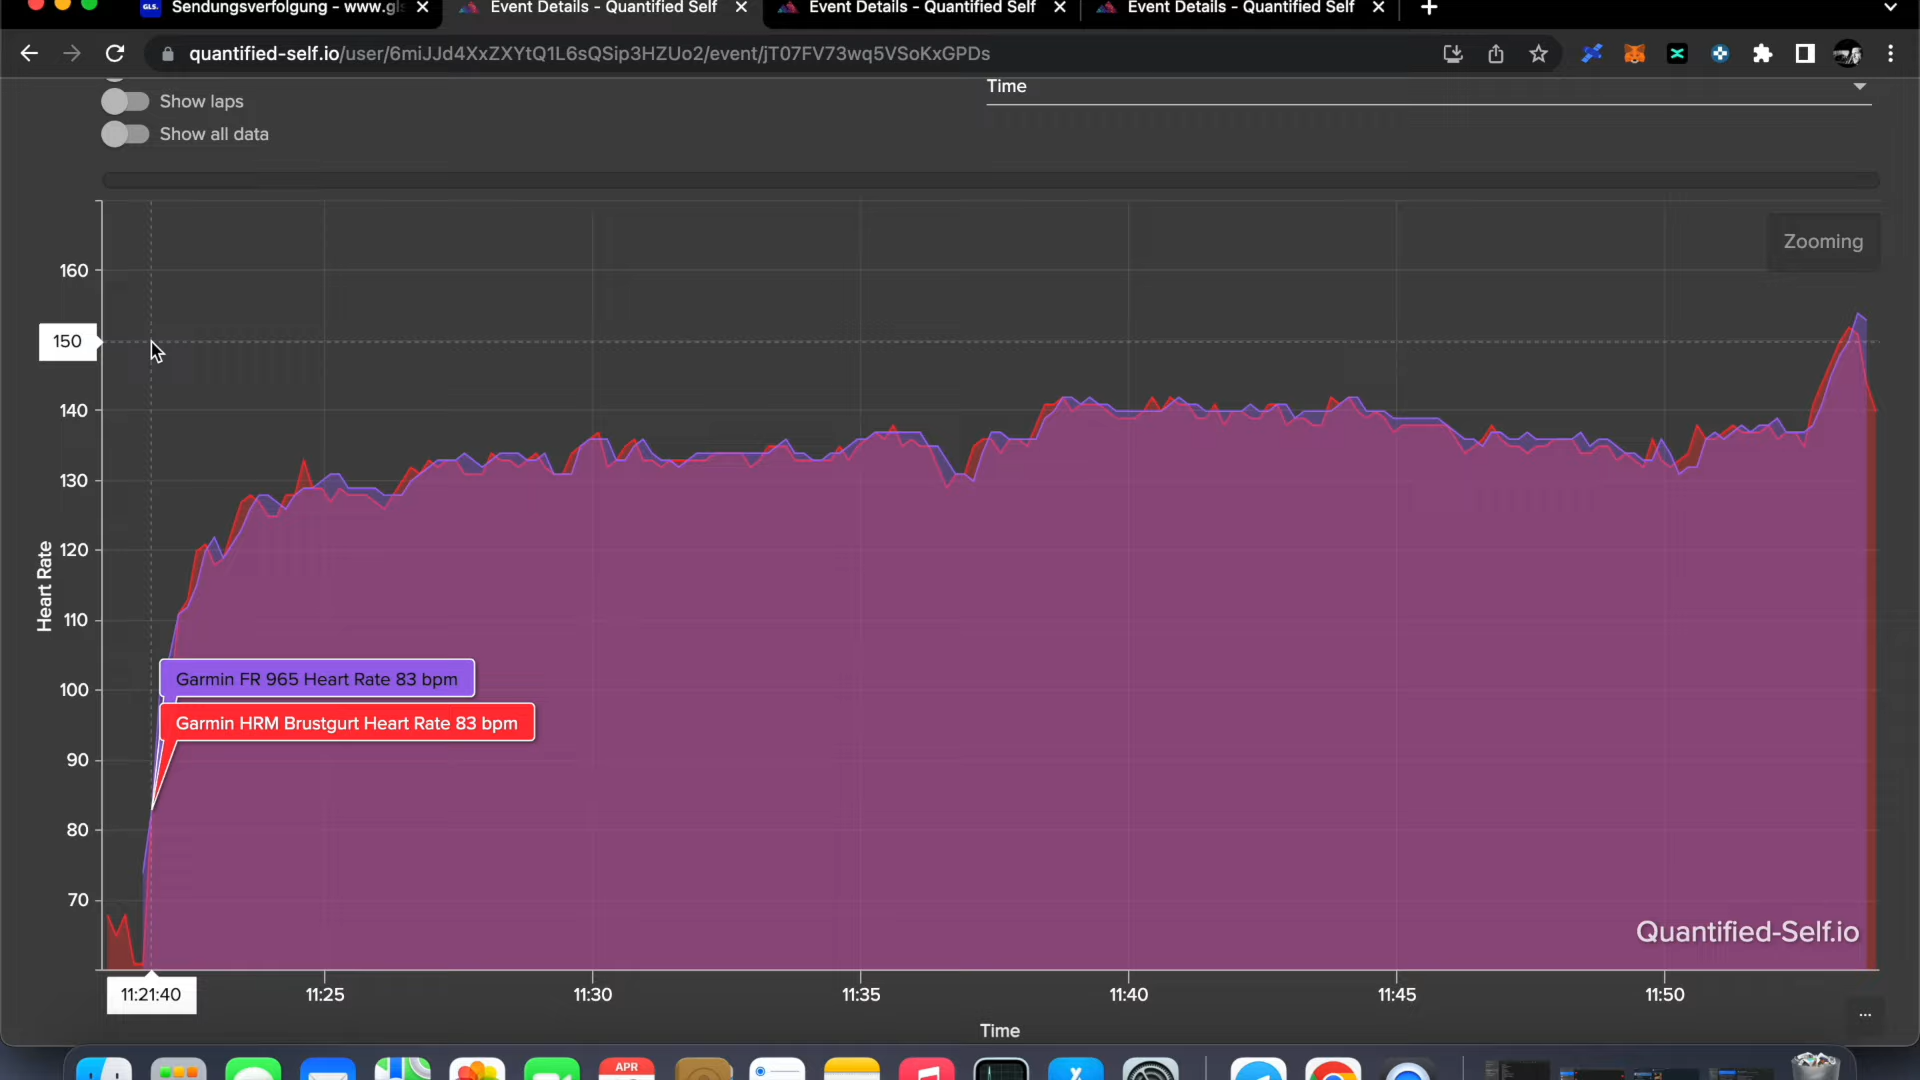 GLS.
Sendungsverfolgung - www.gls
Event Details - Quantified Self
Event Details - Quantified Self
Event Details - Quantified Self
quantified-self.io/user/6miJJd4XxZXYtQ1L6sQSip3HZUo2/event/jT07FV73wq5VSoKxGPDs
Show laps
Time
Show all data
Zooming
160
150
140
130
120
110
100
90
80
70
Heart Rate
Garmin FR 965 Heart Rate 83 bpm
Garmin HRM Brustgurt Heart Rate 83 bpm
Quantified-Self.io
11:21:40
11:25
11:30
11:35
11:40
11:45
11:50
...
Time
APR